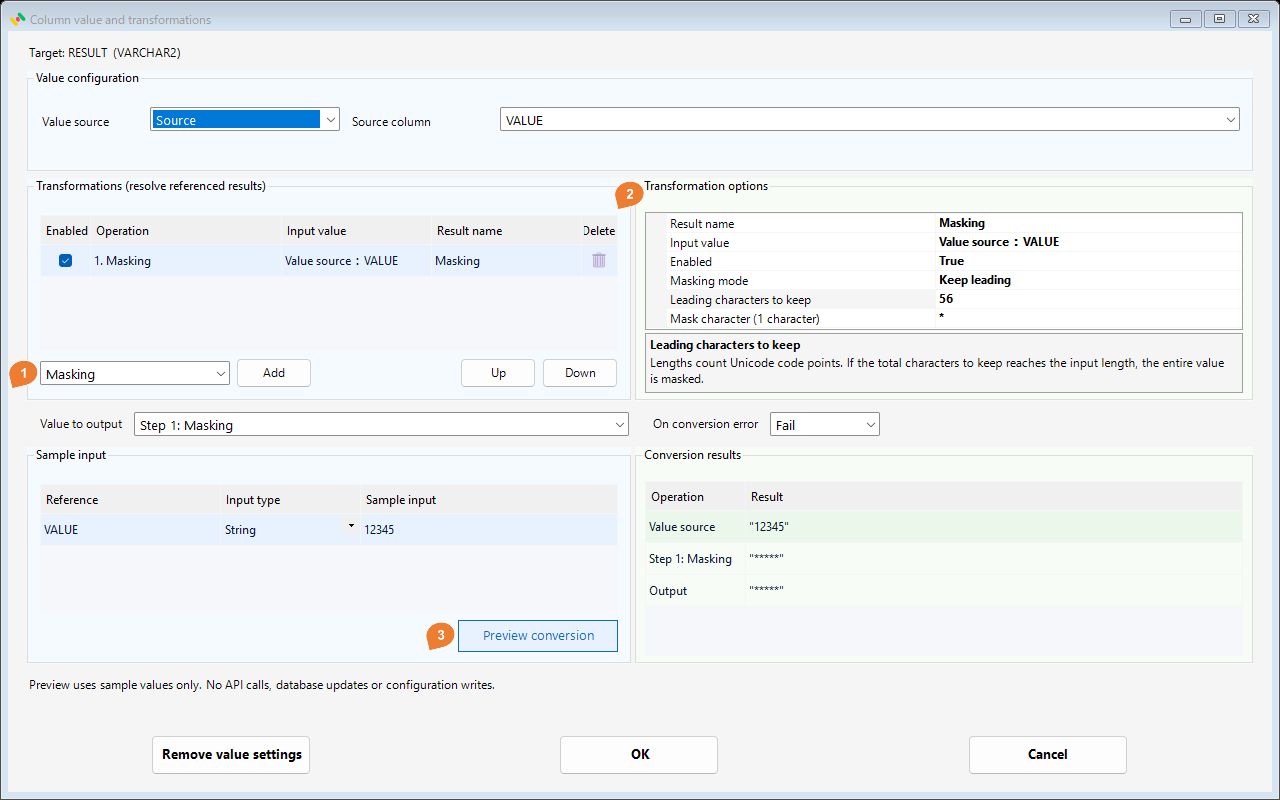 Column value and transformations
Target: RESULT (VARCHAR2)
Value configuration
Value source
Source
Source column
VALUE
Transformations (resolve referenced results)
Enabled Operation Input value Result name Delete
1. Masking Value source : VALUE Masking
1
Masking
Add
Up
Down
2
Transformation options
Result name Masking
Input value Value source : VALUE
Enabled True
Masking mode Keep leading
Leading characters to keep 56
Mask character (1 character) *
Leading characters to keep
Lengths count Unicode code points. If the total characters to keep reaches the input length, the entire value
is masked.
Value to output
Step 1: Masking
On conversion error
Fail
Sample input
Reference Input type Sample input
VALUE String 12345
3
Preview conversion
Conversion results
Operation Result
Value source "12345"
Step 1: Masking "*****"
Output "*****"
Preview uses sample values only. No API calls, database updates or configuration writes.
Remove value settings
OK
Cancel